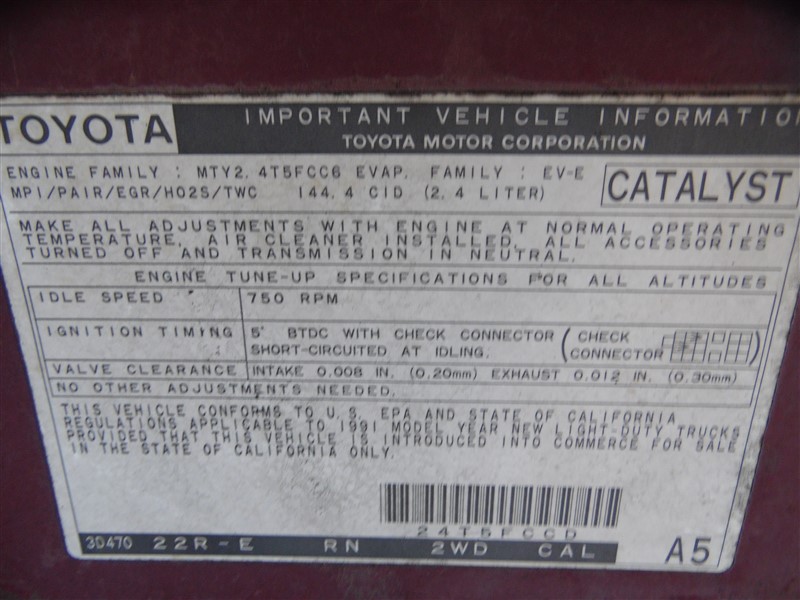 TOYOTA
IMPORTANT VEHICLE INFORMATION
TOYOTA MOTOR CORPORATION
ENGINE FAMILY : MTY2.4T5FCC6 EVAP. FAMILY : EV-E
MPI/PAIR/EGR/HO2S/TWC 144.4 CID (2.4 LITER)
CATALYST
MAKE ALL ADJUSTMENTS WITH ENGINE AT NORMAL OPERATING
TEMPERATURE, AIR CLEANER INSTALLED, ALL ACCESSORIES
TURNED OFF AND TRANSMISSION IN NEUTRAL.
ENGINE TUNE-UP SPECIFICATIONS FOR ALL ALTITUDES
IDLE SPEED 750 RPM
IGNITION TIMING 5° BTDC WITH CHECK CONNECTOR
SHORT-CIRCUITED AT IDLING.
(CHECK
CONNECTOR )
VALVE CLEARANCE INTAKE 0.008 IN. (0.20mm) EXHAUST 0.012 IN. (0.30mm)
NO OTHER ADJUSTMENTS NEEDED.
THIS VEHICLE CONFORMS TO U.S. EPA AND STATE OF CALIFORNIA
REGULATIONS APPLICABLE TO 1991 MODEL YEAR NEW LIGHT-DUTY TRUCKS
PROVIDED THAT THIS VEHICLE IS INTRODUCED INTO COMMERCE FOR SALE
IN THE STATE OF CALIFORNIA ONLY.
24T5FCCD
3D470 22R-E RN 2WD CAL A5